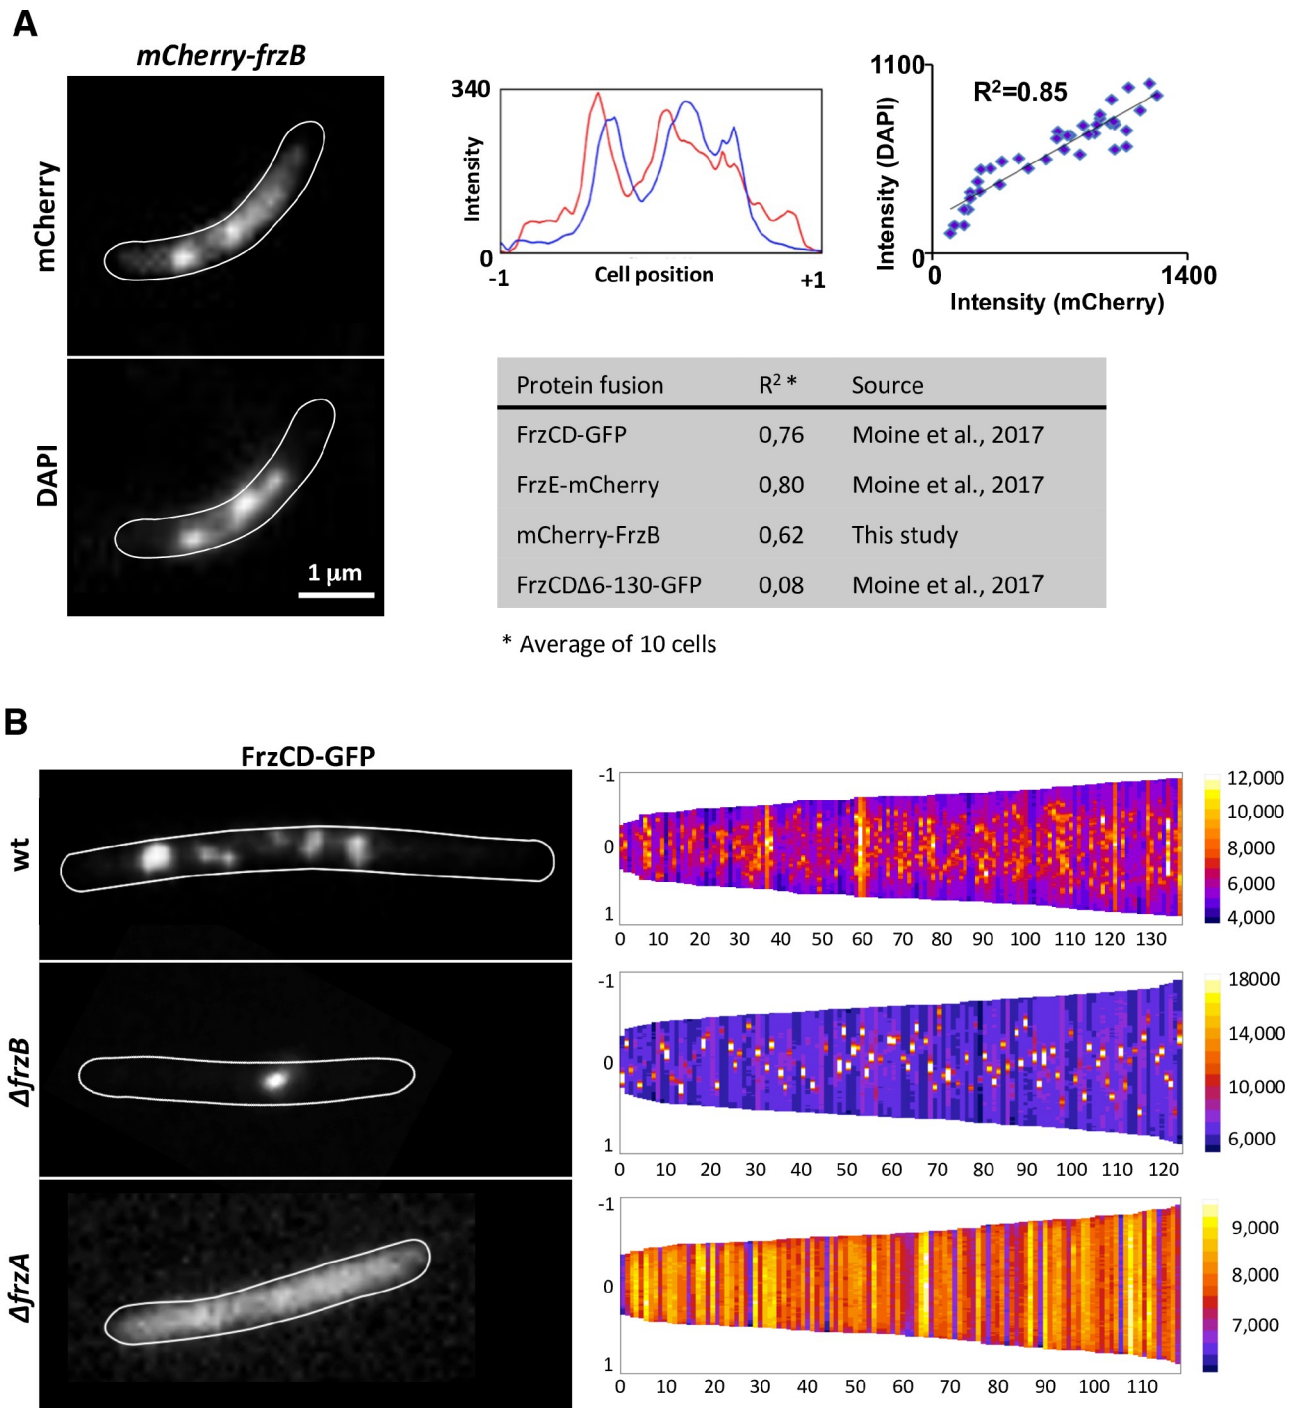 A
mCherry-frzB
mCherry
DAPI
1 μm
340
Intensity
0
-1
Cell position
+1
1100
R²=0.85
Intensity (DAPI)
0
0
1400
Intensity (mCherry)
Protein fusion R² * Source
FrzCD-GFP 0,76 Moine et al., 2017
FrzE-mCherry 0,80 Moine et al., 2017
mCherry-FrzB 0,62 This study
FrzCDΔ6-130-GFP 0,08 Moine et al., 2017
* Average of 10 cells
B
FrzCD-GFP
wt
-1
0
1
0 10 20 30 40 50 60 70 80 90 100 110 120 130
12,000
10,000
8,000
6,000
4,000
ΔfrzB
-1
0
1
0 10 20 30 40 50 60 70 80 90 100 110 120
18000
14,000
10,000
6,000
ΔfrzA
-1
0
1
0 10 20 30 40 50 60 70 80 90 100 110
9,000
8,000
7,000